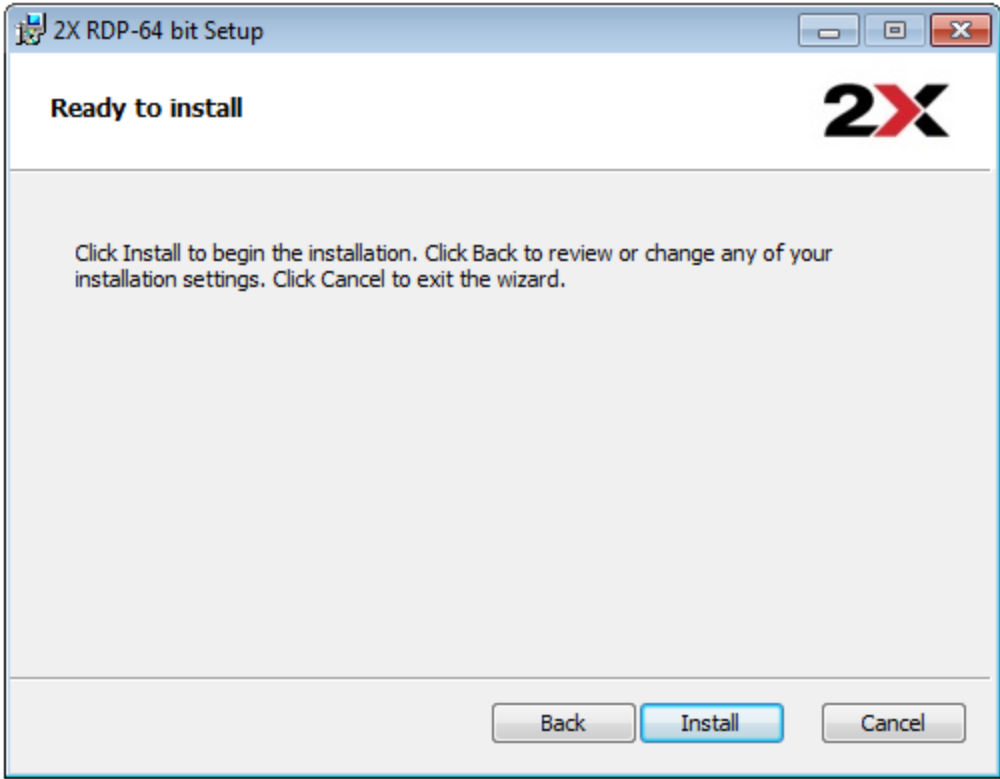 2X RDP-64 bit Setup
Ready to install
2X
Click Install to begin the installation. Click Back to review or change any of your
installation settings. Click Cancel to exit the wizard.
Back
Install
Cancel